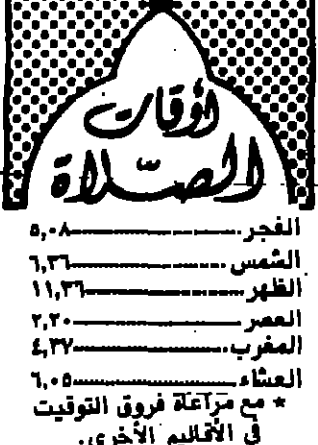 أوقات
الصلاة
الفجر ٥,٠٨
الشمس ٦,٣٦
الظهر ١١,٣٦
العصر ٢,٢٠
المغرب ٤,٣٧
العشاء ٦,٠٥
* مع مراعاة فروق التوقيت
في الأقاليم الأخرى.